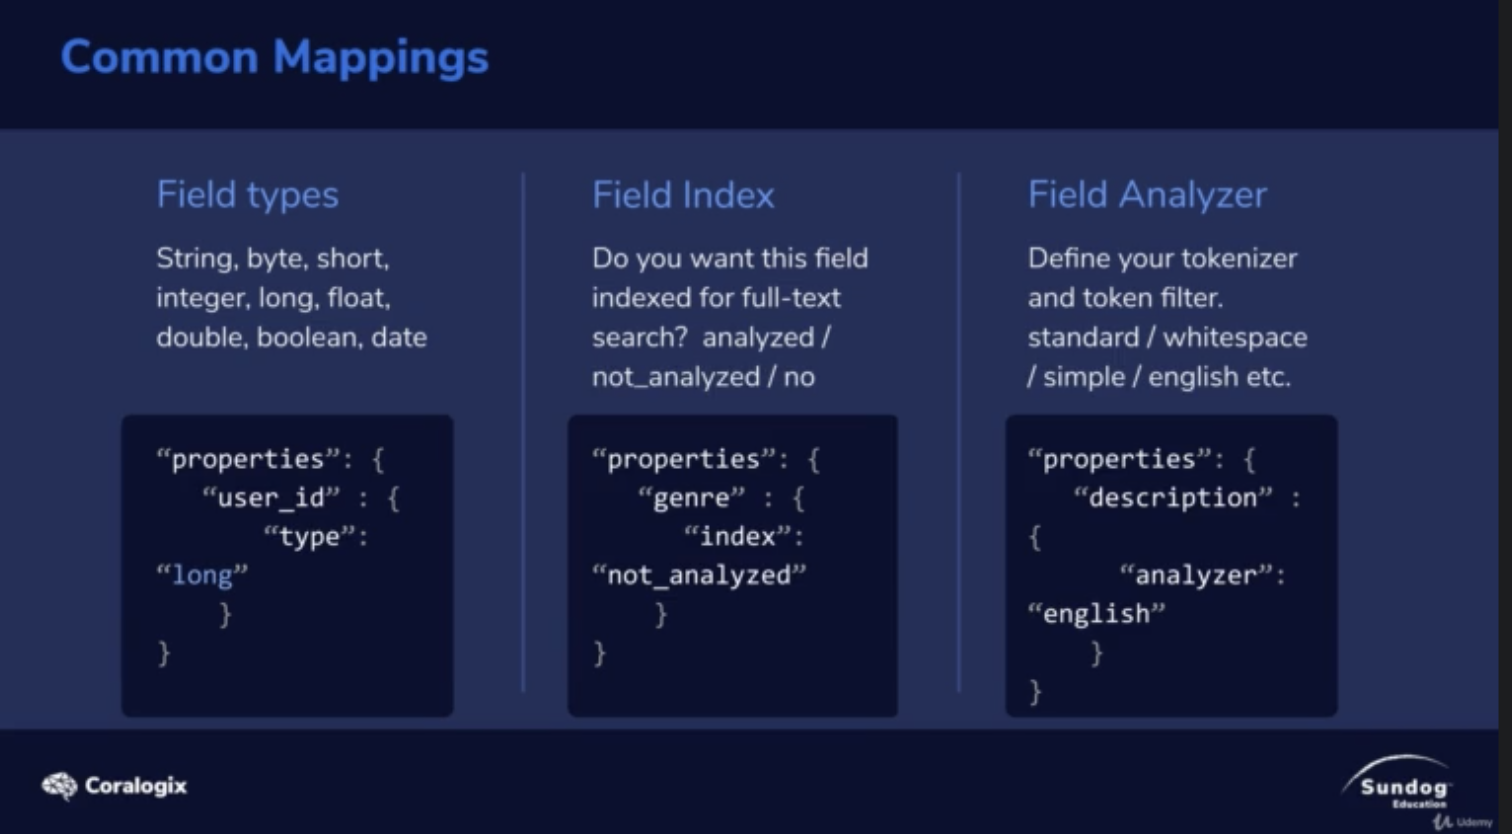 Common Mappings
Field types
String, byte, short,
integer, long, float,
double, boolean, date
“properties”: {
“user_id” : {
“type”:
“long”
}
}
Field Index
Do you want this field
indexed for full-text
search?  analyzed /
not_analyzed / no
“properties”: {
“genre” : {
“index”:
“not_analyzed”
}
}
Field Analyzer
Define your tokenizer
and token filter.
standard / whitespace
/ simple / english etc.
“properties”: {
“description” :
{
“analyzer”:
“english”
}
}
Coralogix
Sundog
Education
Udemy